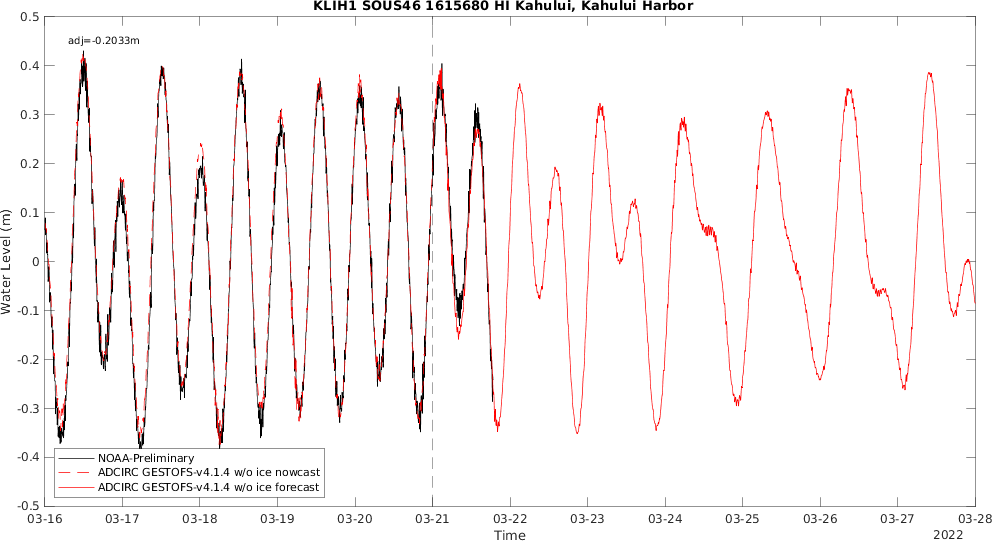 KLIH1 SOUS46 1615680 HI Kahului, Kahului Harbor
adj=-0.2033m
0.5
0.4
0.3
0.2
0.1
0
-0.1
-0.2
-0.3
-0.4
-0.5
Water Level (m)
NOAA-Preliminary
ADCIRC GESTOFS-v4.1.4 w/o ice nowcast
ADCIRC GESTOFS-v4.1.4 w/o ice forecast
03-16 03-17 03-18 03-19 03-20 03-21 03-22 03-23 03-24 03-25 03-26 03-27 03-28
Time
2022